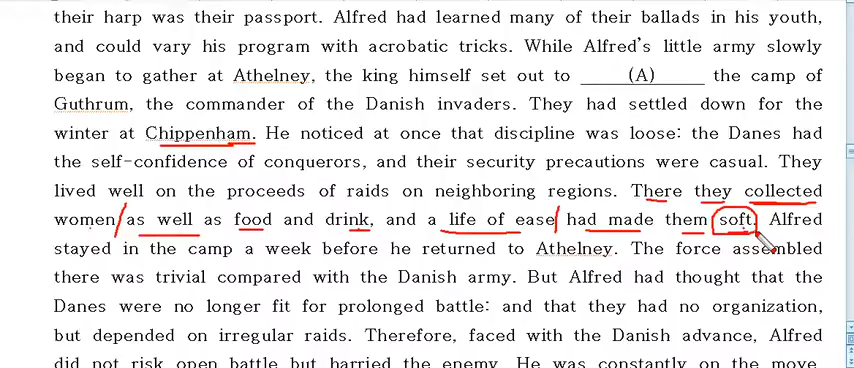 their harp was their passport. Alfred had learned many of their ballads in his youth,
and could vary his program with acrobatic tricks. While Alfred's little army slowly
began to gather at Athelney, the king himself set out to ______(A)______ the camp of
Guthrum, the commander of the Danish invaders. They had settled down for the
winter at Chippenham. He noticed at once that discipline was loose: the Danes had
the self-confidence of conquerors, and their security precautions were casual. They
lived well on the proceeds of raids on neighboring regions. There they collected
women as well as food and drink, and a life of ease had made them soft. Alfred
stayed in the camp a week before he returned to Athelney. The force assembled
there was trivial compared with the Danish army. But Alfred had thought that the
Danes were no longer fit for prolonged battle: and that they had no organization,
but depended on irregular raids. Therefore, faced with the Danish advance, Alfred
did not risk open battle but harried the enemy. He was constantly on the move,